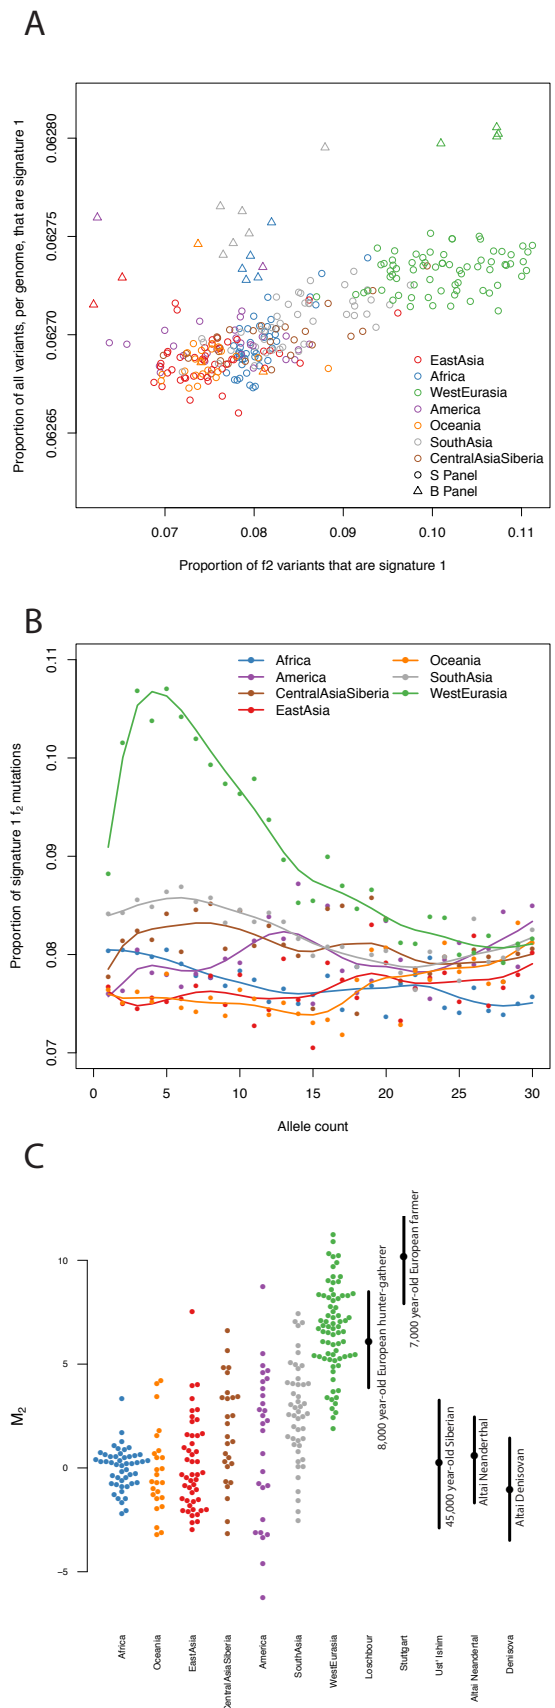 A
Proportion of all variants, per genome, that are signature 1
0.06280
0.06275
0.06270
0.06265
EastAsia
Africa
WestEurasia
America
Oceania
SouthAsia
CentralAsiaSiberia
S Panel
B Panel
0.07 0.08 0.09 0.10 0.11
Proportion of f2 variants that are signature 1
B
Proportion of signature 1 f2 mutations
0.11
0.10
0.09
0.08
0.07
Africa
America
CentralAsiaSiberia
EastAsia
Oceania
SouthAsia
WestEurasia
0 5 10 15 20 25 30
Allele count
C
M2
10
5
0
−5
8,000 year-old European hunter-gatherer
7,000 year-old European farmer
45,000 year-old Siberian
Altai Neanderthal
Altai Denisovan
Africa
Oceania
EastAsia
CentralAsiaSiberia
America
SouthAsia
WestEurasia
Loschbour
Stuttgart
Ust' Ishim
Altai Neandertal
Denisova